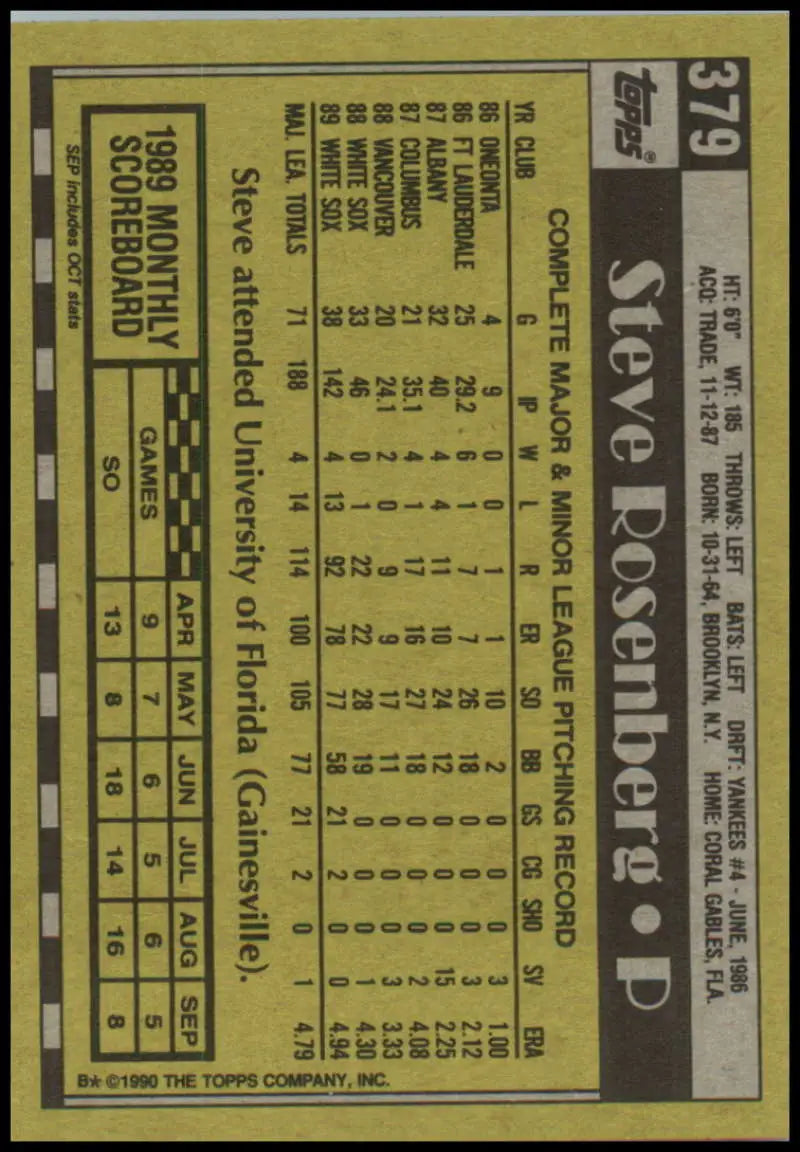 379
HT: 6'0" WT: 185 THROWS: LEFT BATS: LEFT DRFT: YANKEES #4 - JUNE, 1986
ACQ: TRADE, 11-12-87 BORN: 10-31-64, BROOKLYN, N.Y. HOME: CORAL GABLES, FLA.
TOPPS® Steve Rosenberg • P
COMPLETE MAJOR & MINOR LEAGUE PITCHING RECORD
YR CLUB G IP W L R ER SO BB GS CG SHO SV ERA
86 ONEONTA 4 9 0 0 1 1 10 2 0 0 0 3 1.00
86 FT LAUDERDALE 25 29.2 6 1 7 7 26 18 0 0 0 3 2.12
87 ALBANY 32 40 4 4 11 10 24 12 0 0 0 15 2.25
87 COLUMBUS 21 35.1 4 1 17 16 27 18 0 0 0 2 4.08
88 VANCOUVER 20 24.1 2 0 9 9 17 11 0 0 0 3 3.33
88 WHITE SOX 33 46 0 1 22 22 28 19 0 0 0 1 4.30
89 WHITE SOX 38 142 4 13 92 78 77 58 21 2 0 0 4.94
MAJ. LEA. TOTALS 71 188 4 14 114 100 105 77 21 2 0 1 4.79
Steve attended University of Florida (Gainesville).
1989 MONTHLY
SCOREBOARD
APR MAY JUN JUL AUG SEP
GAMES 9 7 6 5 6 5
SO 13 8 18 14 16 8
SEP includes OCT stats
B* ©1990 THE TOPPS COMPANY, INC.